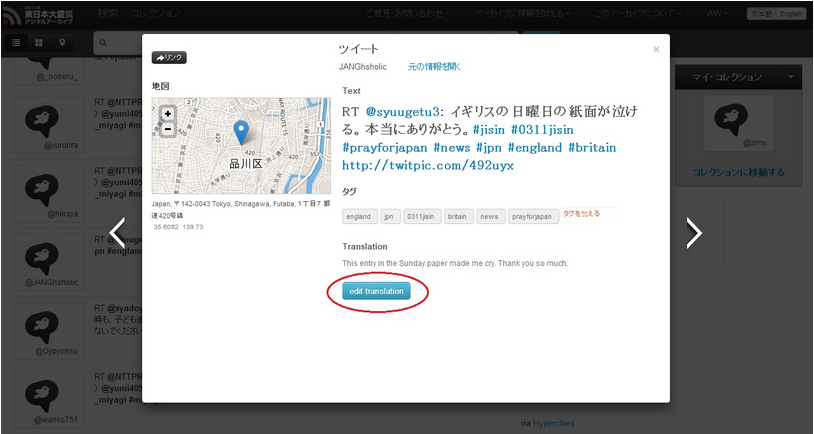 2011年
東日本大震災
デジタルアーカイブ
検索
コレクション
ご意見・お問い合わせ
アーカイブに情報を加える
このアーカイブについて
AW
日本語
English
リンク
ツイート
×
JANGhsholic
元の情報を開く
地図
+
−
品川区
Japan, 〒142-0043 Tokyo, Shinagawa, Futaba, 1丁目7 都
道420号線
35.6092 139.73
Text
RT @syuugetu3: イギリスの日曜日の紙面が泣け
る。本当にありがとう。#jisin #0311jisin
#prayforjapan #news #jpn #england #britain
http://twitpic.com/492uyx
タグ
england
jpn
0311jisin
britain
news
prayforjapan
タグを加える
Translation
This entry in the Sunday paper made me cry. Thank you so much.
edit translation
@_noboru_
RT @NTTPR
) @yumi405
_miyagi #mi
@yururira
RT @NTTPR
) @yumi405
_miyagi #mi
@hiiraya
RT @syuug
pn #england
@JANGhsholic
RT @syadoy
時も、子ども達
ないでください
@Ojipyonsu
RT @yumi405
) @yumi405
_miyagi #mi
@wanko751
マイ・コレクション
@zrmy
コレクションに移動する
via Hypercities